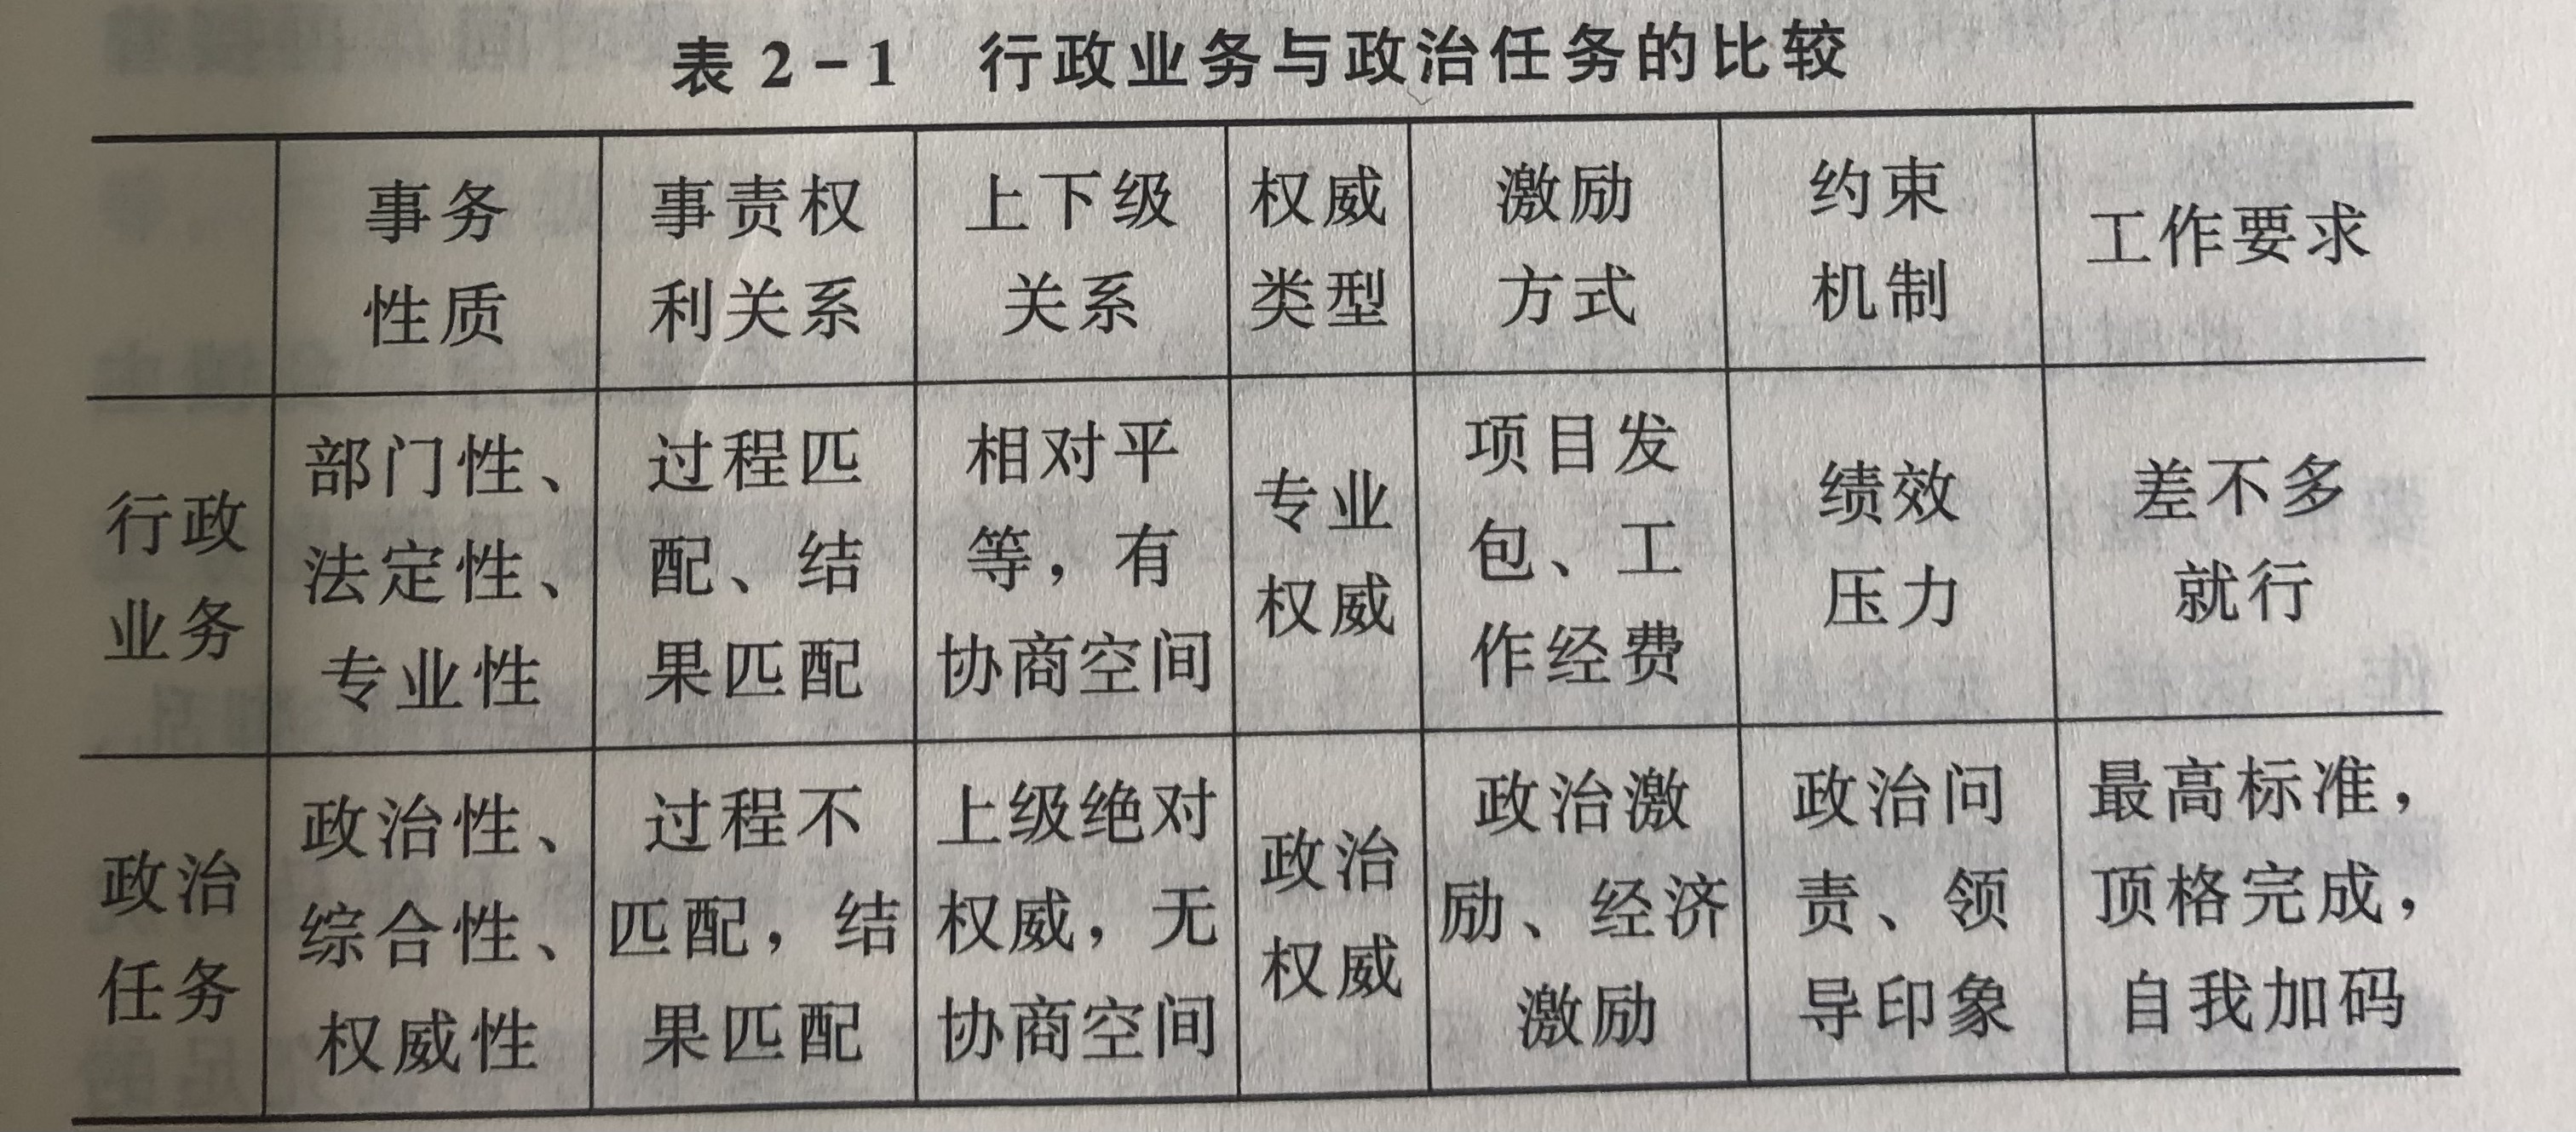 表 2-1 行政业务与政治任务的比较
事务
性质
事责权
利关系
上下级
关系
权威
类型
激励
方式
约束
机制
工作要求
行政
业务
部门性、
法定性、
专业性
过程匹
配、结
果匹配
相对平
等，有
协商空间
专业
权威
项目发
包、工
作经费
绩效
压力
差不多
就行
政治
任务
政治性、
综合性、
权威性
过程不
匹配，结
果匹配
上级绝对
权威，无
协商空间
政治
权威
政治激
励、经济
激励
政治问
责、领
导印象
最高标准，
顶格完成，
自我加码